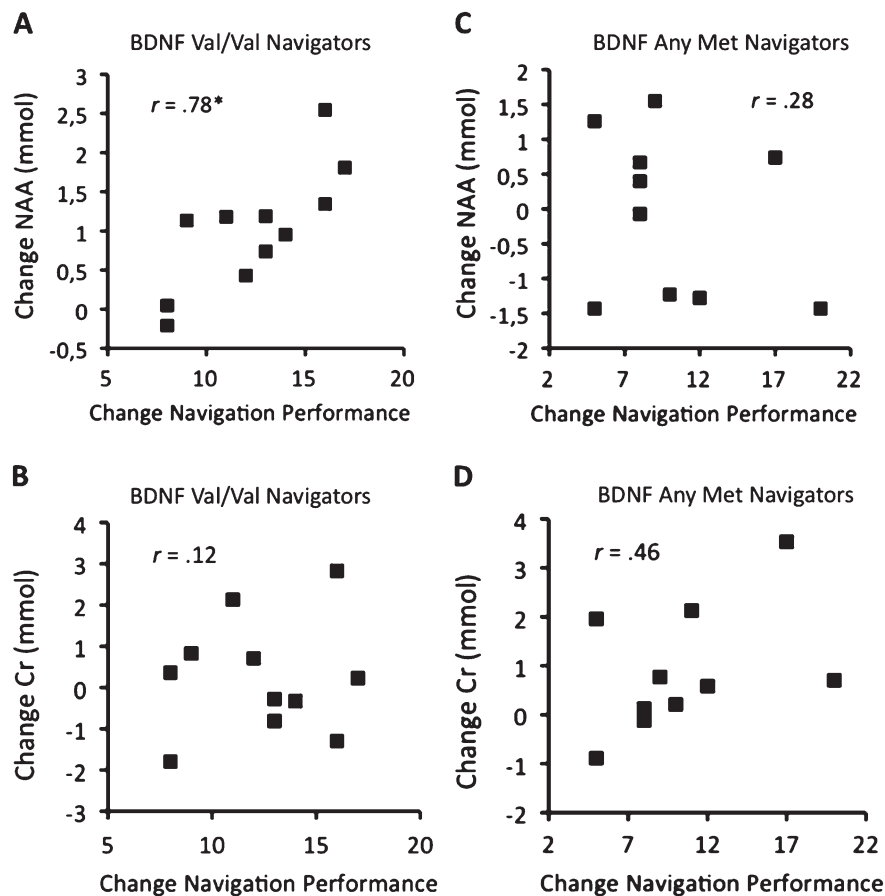 A
BDNF Val/Val Navigators
r = .78*
Change NAA (mmol)
3
2,5
2
1,5
1
0,5
0
-0,5
5
10
15
20
Change Navigation Performance
C
BDNF Any Met Navigators
r = .28
Change NAA (mmol)
2
1,5
1
0,5
0
-0,5
-1
-1,5
-2
2
7
12
17
22
Change Navigation Performance
B
BDNF Val/Val Navigators
r = .12
Change Cr (mmol)
4
3
2
1
0
-1
-2
-3
5
10
15
20
Change Navigation Performance
D
BDNF Any Met Navigators
r = .46
Change Cr (mmol)
4
3
2
1
0
-1
-2
2
7
12
17
22
Change Navigation Performance